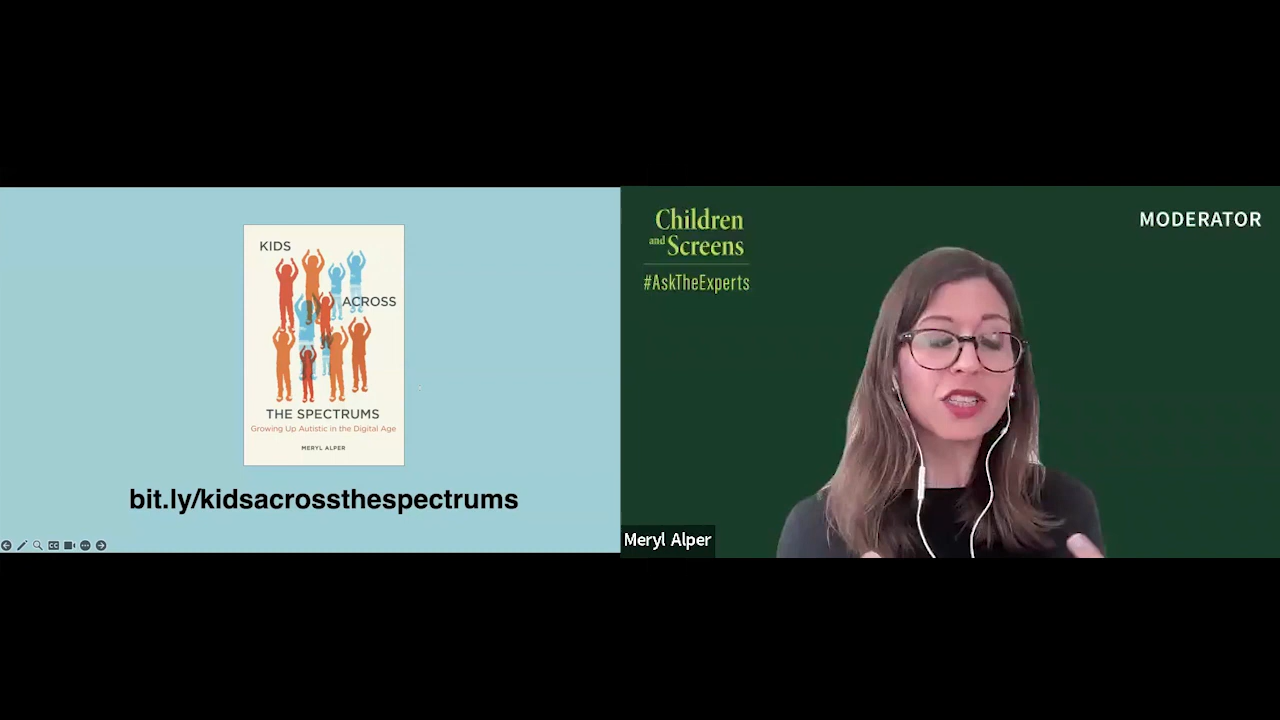 KIDS
ACROSS
THE SPECTRUMS
Growing Up Autistic in the Digital Age
MERYL ALPER
bit.ly/kidsacrossthespectrums
CC
Children
and Screens
#AskTheExperts
MODERATOR
Meryl Alper